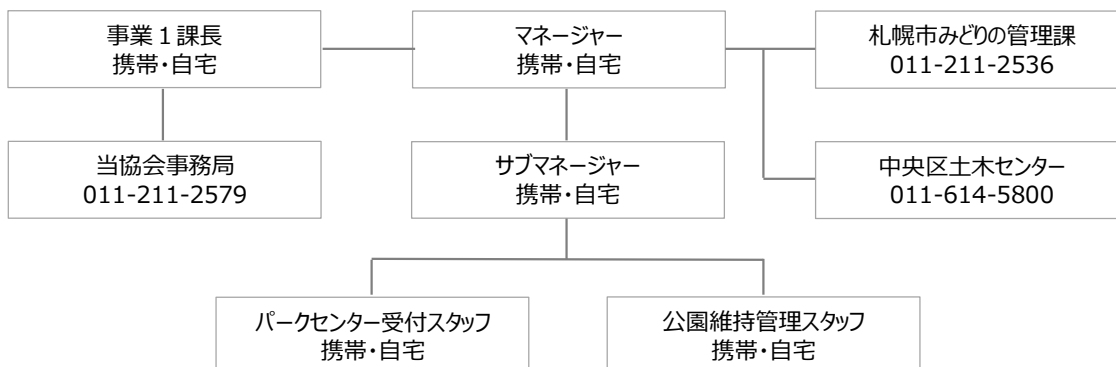 事業１課長
携帯・自宅
マネージャー
携帯・自宅
札幌市みどりの管理課
011-211-2536
当協会事務局
011-211-2579
サブマネージャー
携帯・自宅
中央区土木センター
011-614-5800
パークセンター受付スタッフ
携帯・自宅
公園維持管理スタッフ
携帯・自宅